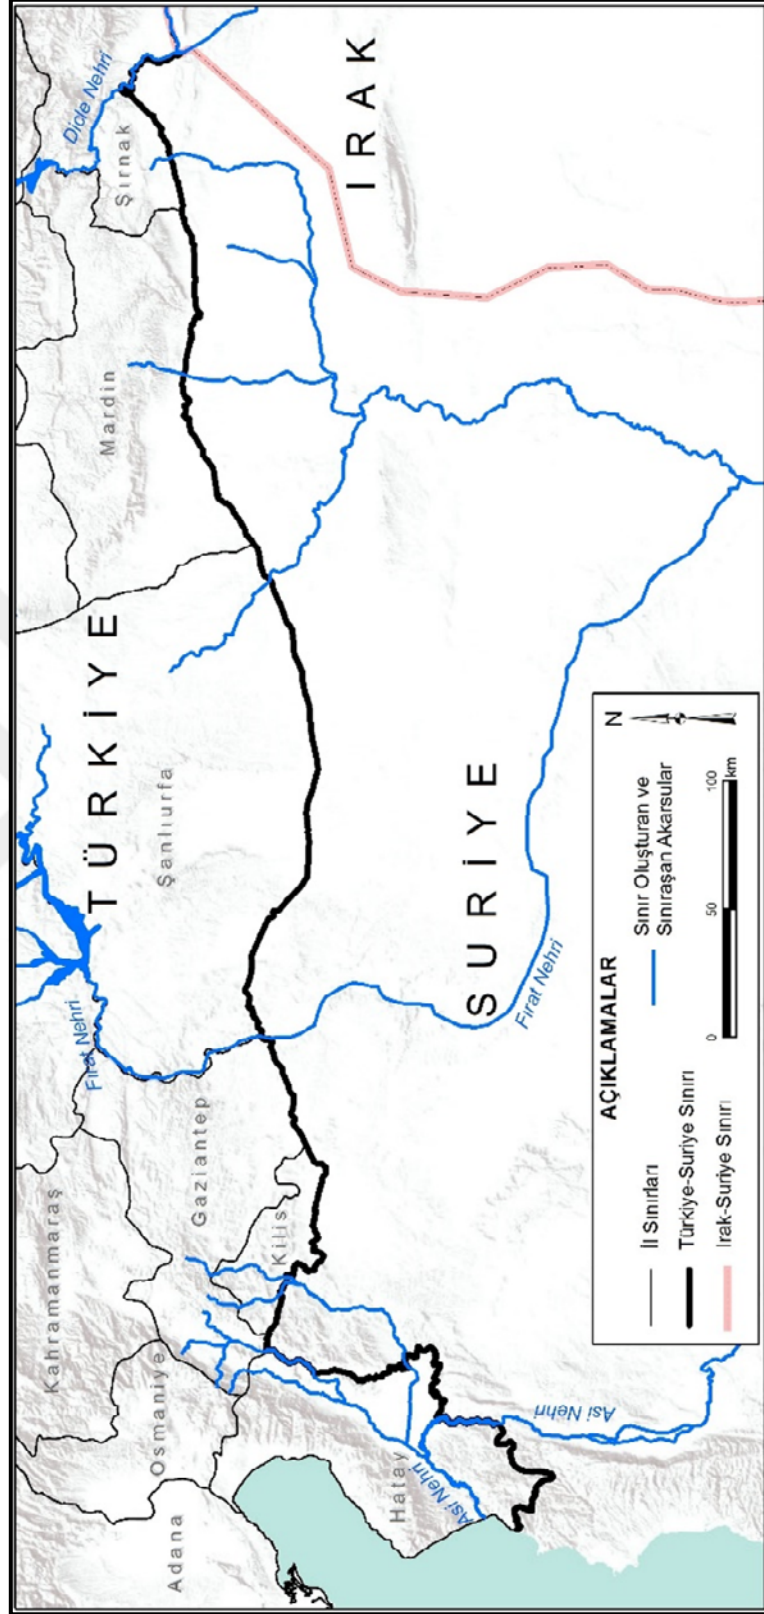 Dicle Nehri
Şırnak
IRAK
Mardin
TÜRKİYE
Şanlıurfa
SURİYE
Fırat Nehri
Fırat Nehri
Gaziantep
Kilis
Kahramanmaraş
Osmaniye
Adana
Hatay
Asi Nehri
Asi Nehri
AÇIKLAMALAR
İl Sınırları
Türkiye-Suriye Sınırı
Irak-Suriye Sınırı
Sınır Oluşturan ve
Sınıraşan Akarsular
N
0 50 100
km